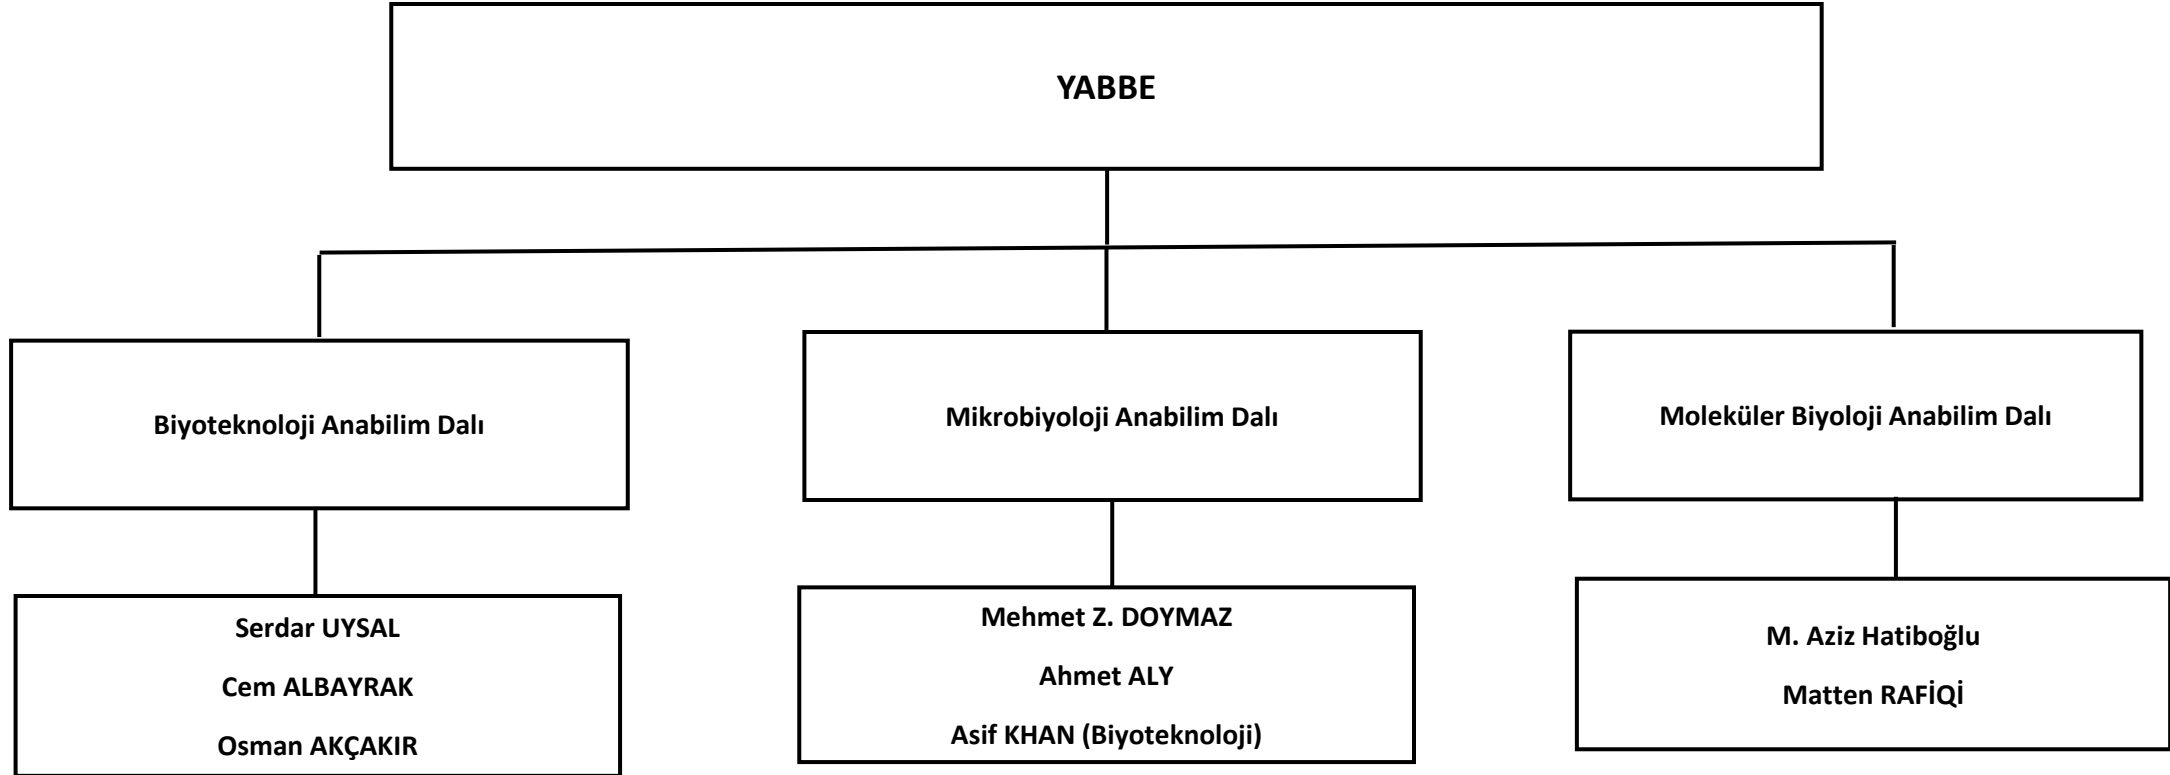 YABBE
Biyoteknoloji Anabilim Dalı
Mikrobiyoloji Anabilim Dalı
Moleküler Biyoloji Anabilim Dalı
Serdar UYSAL
Cem ALBAYRAK
Osman AKÇAKIR
Mehmet Z. DOYMAZ
Ahmet ALY
Asif KHAN (Biyoteknoloji)
M. Aziz Hatiboğlu
Matten RAFİQİ